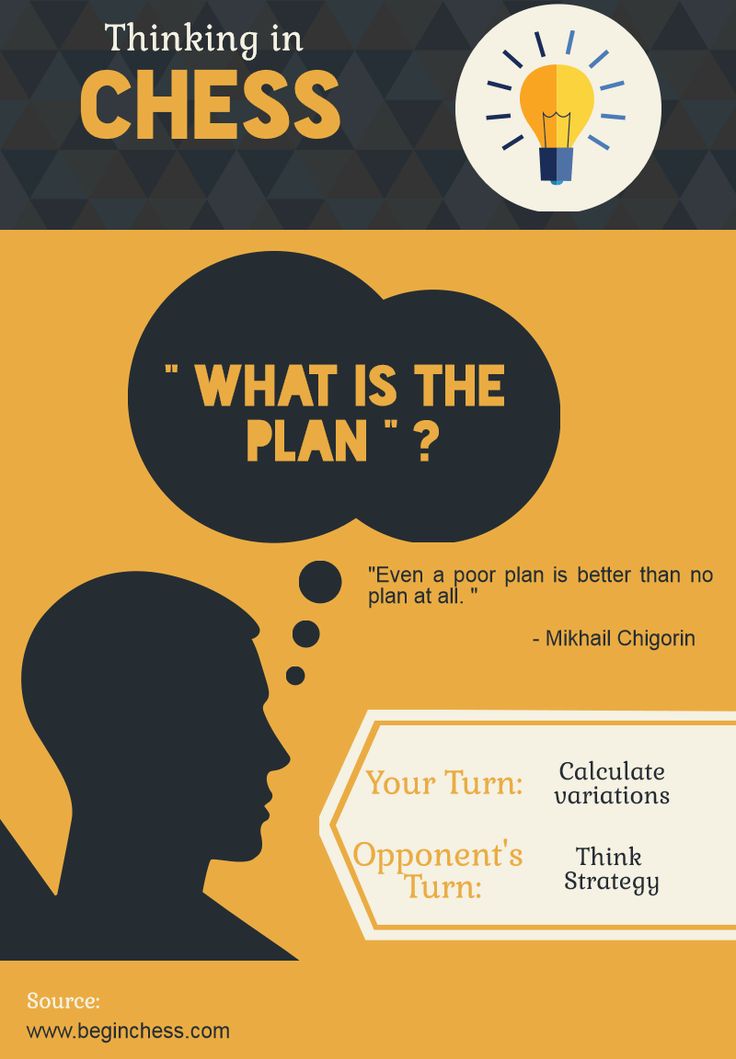 Thinking in
CHESS
" WHAT IS THE
PLAN " ?
"Even a poor plan is better than no
plan at all. "
- Mikhail Chigorin
Your Turn:
Calculate
variations
Opponent's
Turn:
Think
Strategy
Source:
www.beginchess.com